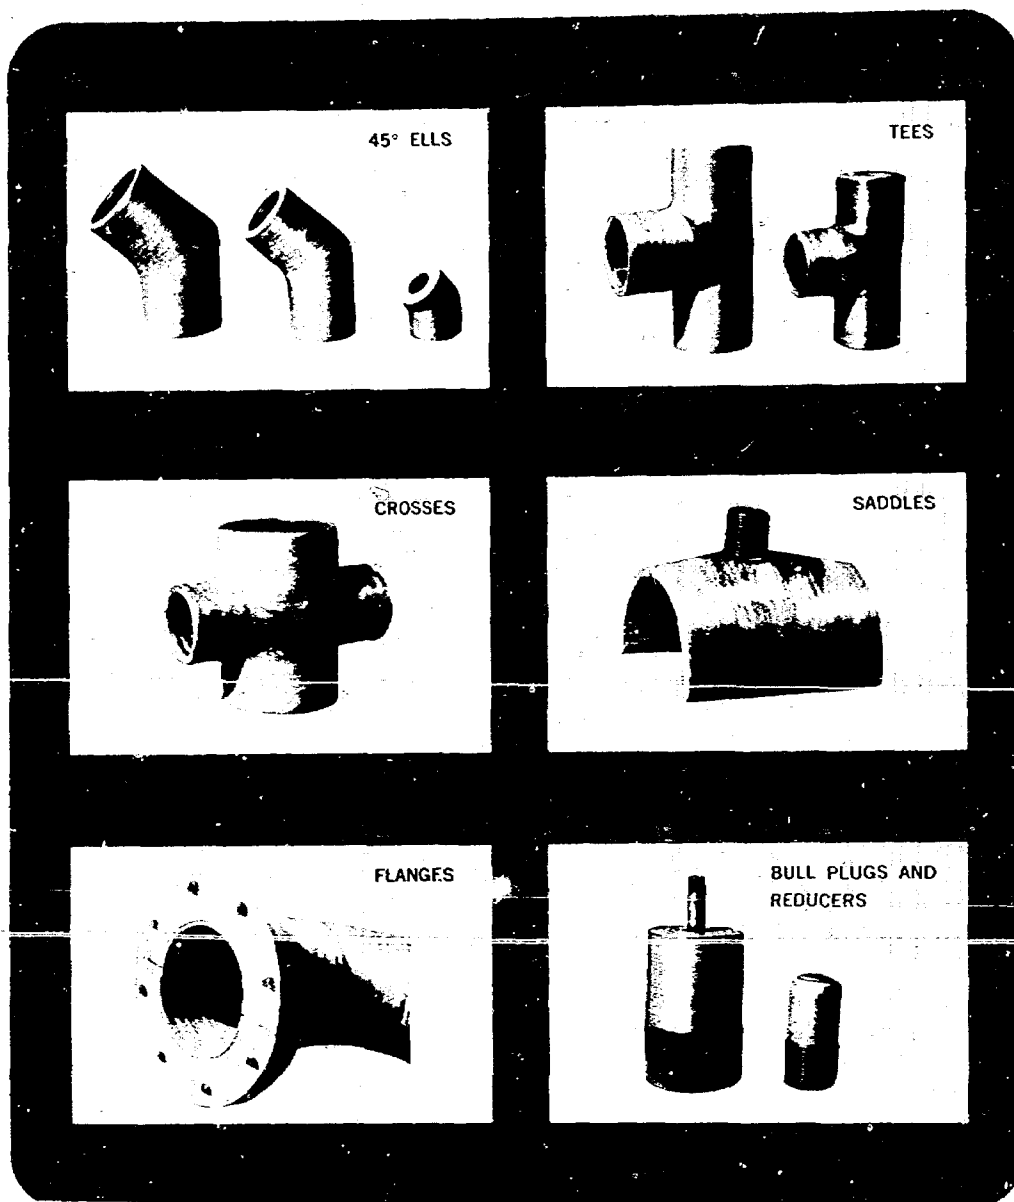 45° ELLS
TEES
CROSSES
SADDLES
FLANGES
BULL PLUGS AND
REDUCERS